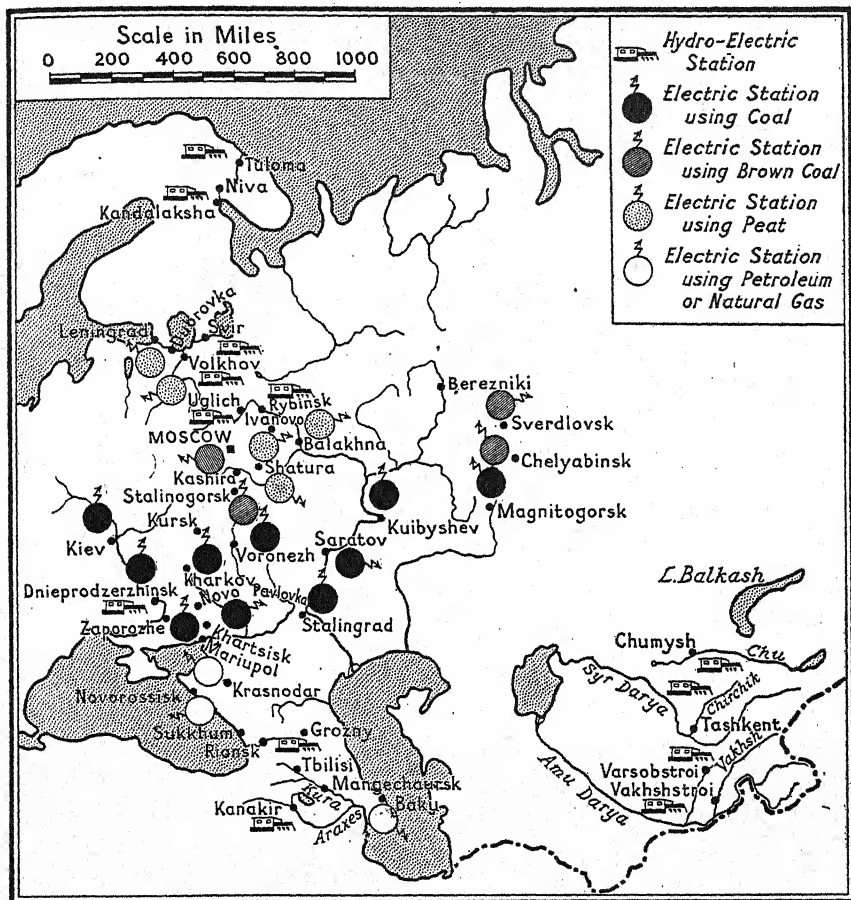 Scale in Miles
0 200 400 600 800 1000
Hydro-Electric
Station
Electric Station
using Coal
Electric Station
using Brown Coal
Electric Station
using Peat
Electric Station
using Petroleum
or Natural Gas
Tuloma
Niva
Kandalaksha
Leningrad
Dubrovka
Svir
Volkhov
Uglich
Rybinsk
Ivanovo
MOSCOW
Balakhna
Kashira
Shatura
Stalinogorsk
Berezniki
Sverdlovsk
Chelyabinsk
Magnitogorsk
Kuibyshev
Kursk
Kiev
Voronezh
Saratov
Kharkov
Dnieprodzerzhinsk
Novo
Pavlovka
Stalingrad
Zaporozhe
Khartsisk
Mariupol
Krasnodar
Novorossisk
Sukkhum
Rionsk
Grozny
Tbilisi
Mangechaersk
Kura
Baku
Kanakir
Araxes
L.Balkash
Chumysh
Chu
Syr Darya
Chirchik
Tashkent
Vakhsh
Varsobstroi
Vakhshstroi
Amu Darya